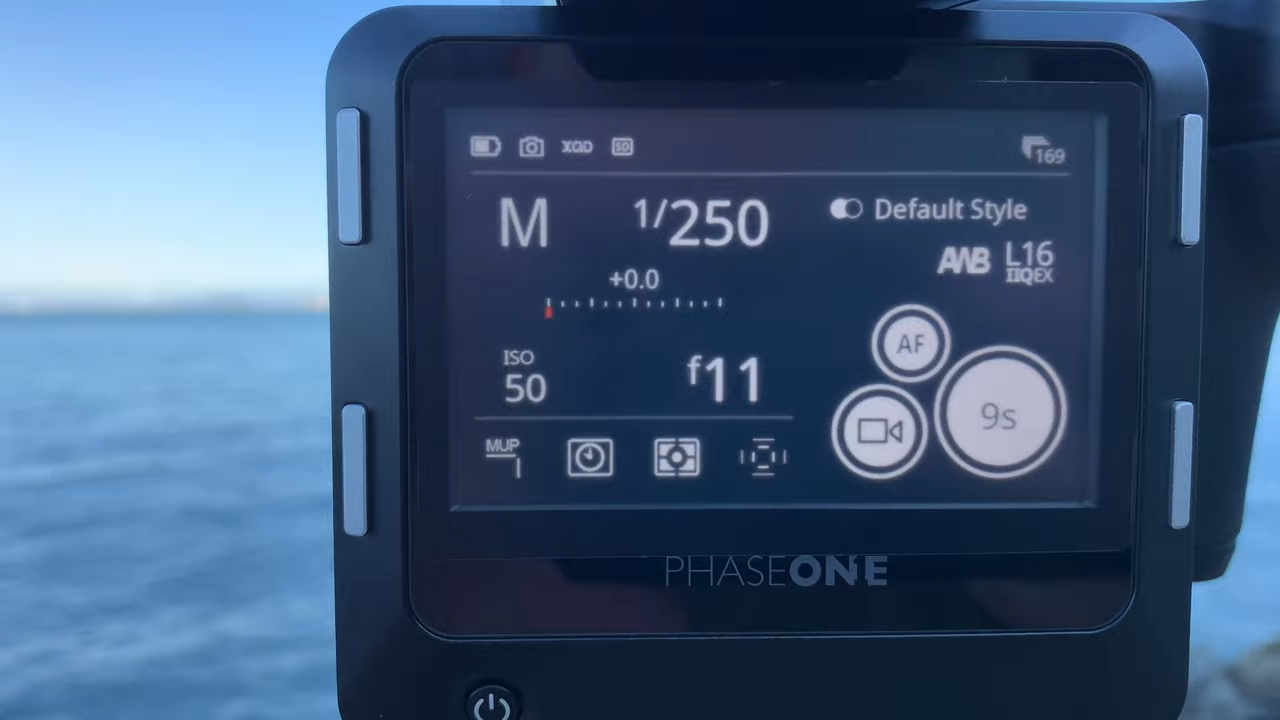 XQD SD 169
M 1/250 Default Style
AWB L16
IIQEX
+0.0
AF
ISO
50 f11
9s
MUP
PHASEONE